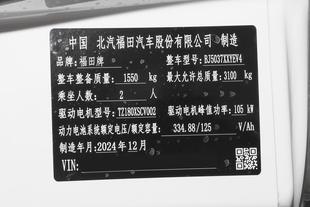 中国 北汽福田汽车股份有限公司 制造
品牌：福田牌 整车型号：BJ5037XXYEV4
整车整备质量：1550 kg 最大允许总质量：3100 kg
乘坐人数：2 人
驱动电机型号：TZ180XSCV002 驱动电机峰值功率：105 kW
动力电池系统额定电压/额定容量：334.88/125 V/Ah
制造年月：2024年12月
VIN：